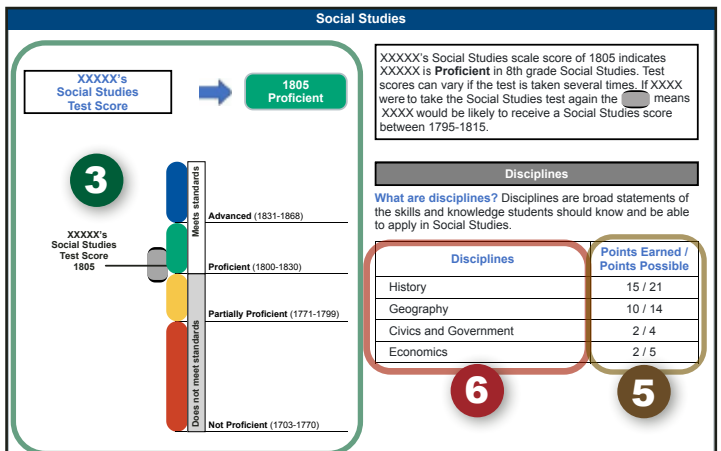 Social Studies
XXXXX's
Social Studies
Test Score
1805
Proficient
3
Meets standards
Does not meet standards
Advanced (1831-1868)
XXXXX's
Social Studies
Test Score
1805
Proficient (1800-1830)
Partially Proficient (1771-1799)
Not Proficient (1703-1770)
XXXXX's Social Studies scale score of 1805 indicates
XXXXX is Proficient in 8th grade Social Studies. Test
scores can vary if the test is taken several times. If XXXX
were to take the Social Studies test again the means
XXXX would be likely to receive a Social Studies score
between 1795-1815.
Disciplines
What are disciplines? Disciplines are broad statements of
the skills and knowledge students should know and be able
to apply in Social Studies.
Disciplines
Points Earned /
Points Possible
History 15 / 21
Geography 10 / 14
Civics and Government 2 / 4
Economics 2 / 5
6
5